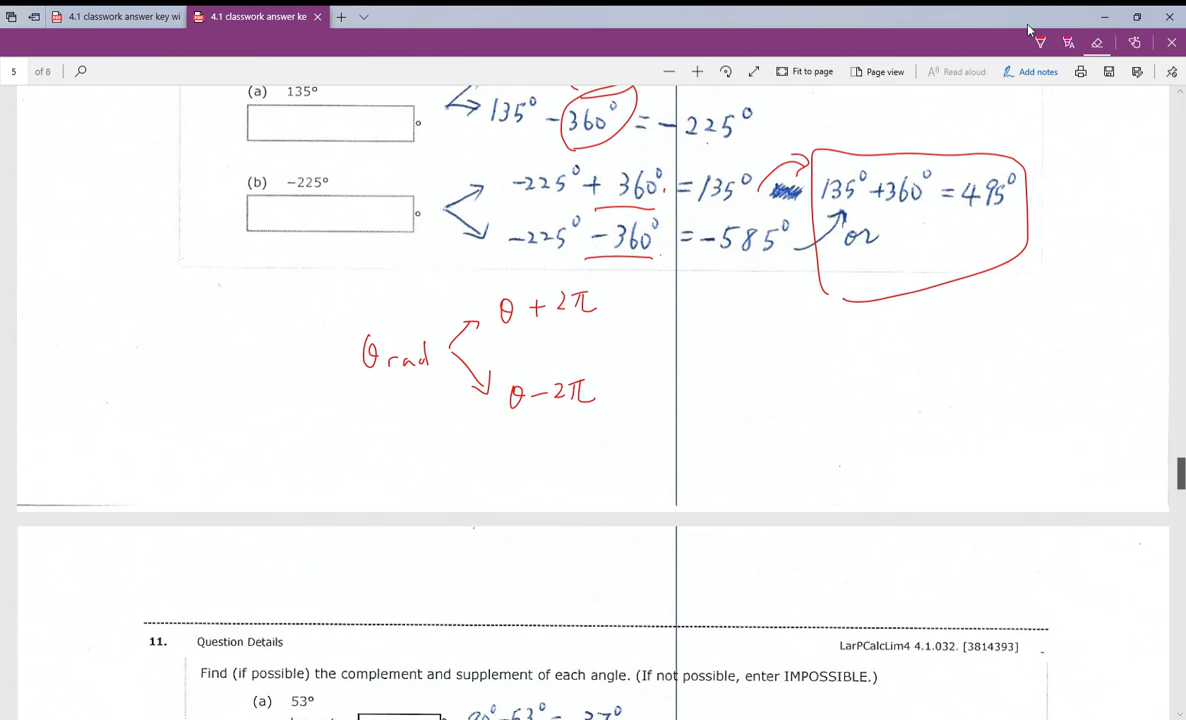 4.1 classwork answer key wi
4.1 classwork answer ke
5 of 8
Fit to page
Page view
Read aloud
Add notes
(a) 135°
135° - 360° = -225°
°
(b) -225°
-225° + 360° = 135°
135° + 360° = 495°
°
-225° - 360° = -585°
or
θ + 2π
θ rad
θ - 2π
11. Question Details
LarPCalcLim4 4.1.032. [3814393]
Find (if possible) the complement and supplement of each angle. (If not possible, enter IMPOSSIBLE.)
(a) 53°
90° - 53° = 37°